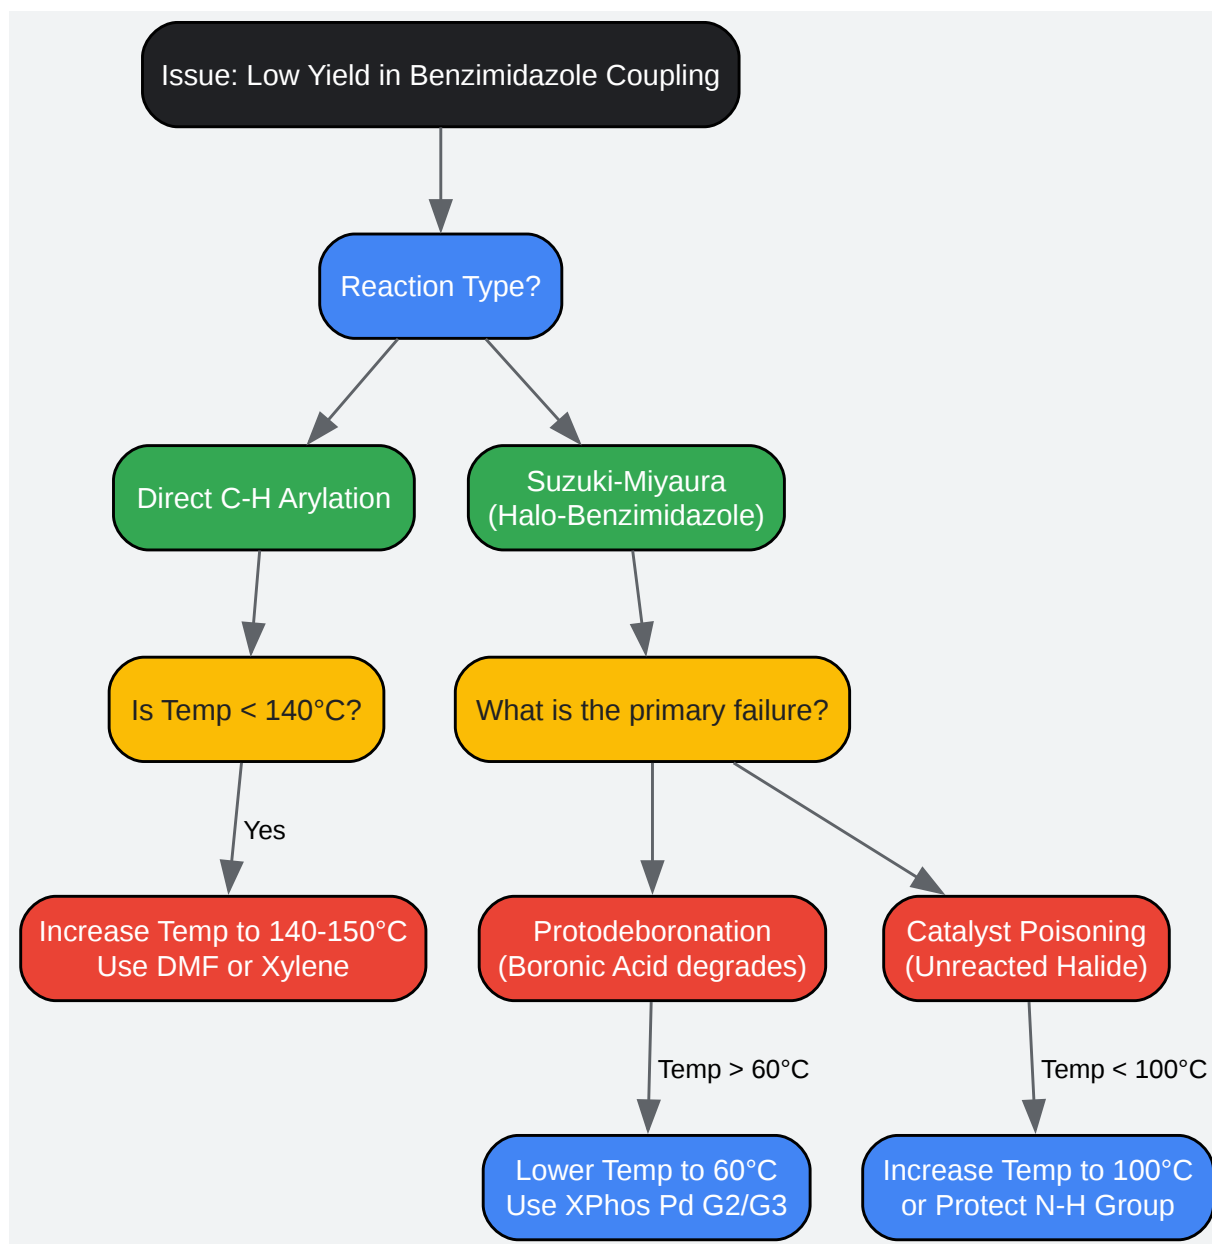 Issue: Low Yield in Benzimidazole Coupling
Reaction Type?
Direct C-H Arylation
Suzuki-Miyaura
(Halo-Benzimidazole)
Is Temp < 140°C?
What is the primary failure?
Yes
Increase Temp to 140-150°C
Use DMF or Xylene
Protodeboronation
(Boronic Acid degrades)
Catalyst Poisoning
(Unreacted Halide)
Temp > 60°C
Temp < 100°C
Lower Temp to 60°C
Use XPhos Pd G2/G3
Increase Temp to 100°C
or Protect N-H Group